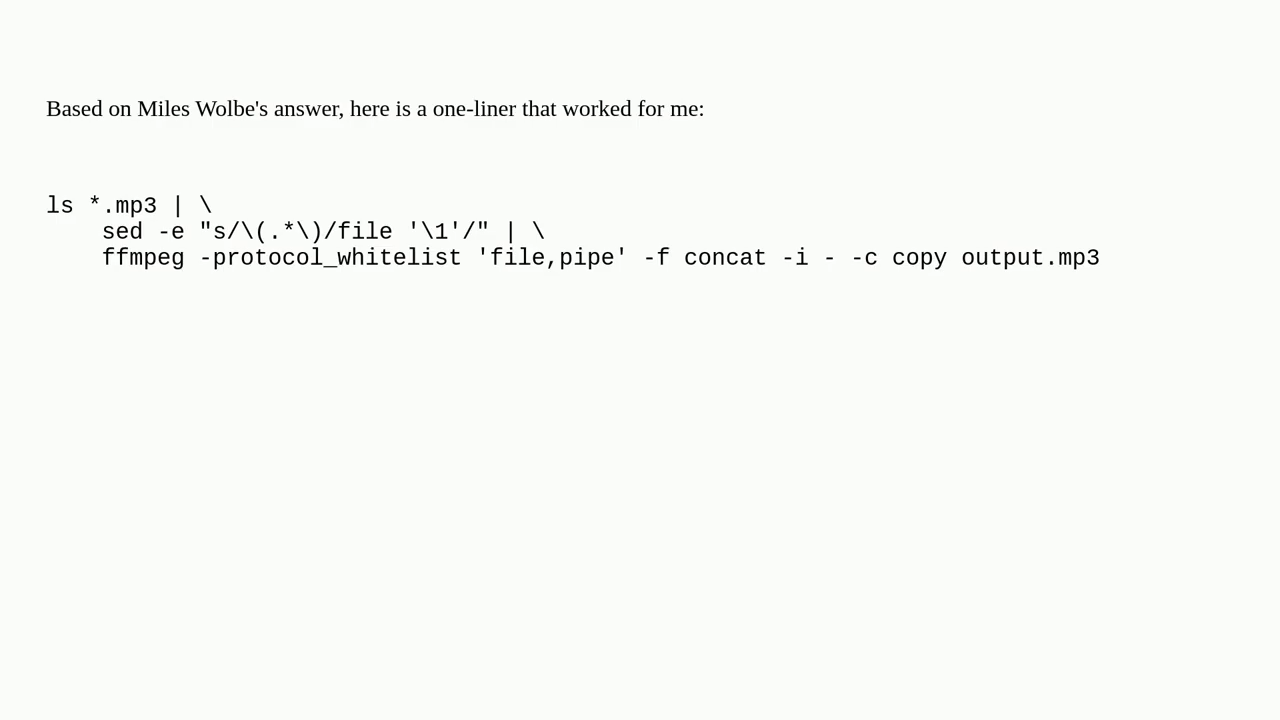 Based on Miles Wolbe's answer, here is a one-liner that worked for me:
ls *.mp3 | \
    sed -e "s/\(.*\)/file '\1'/" | \
    ffmpeg -protocol_whitelist 'file,pipe' -f concat -i - -c copy output.mp3